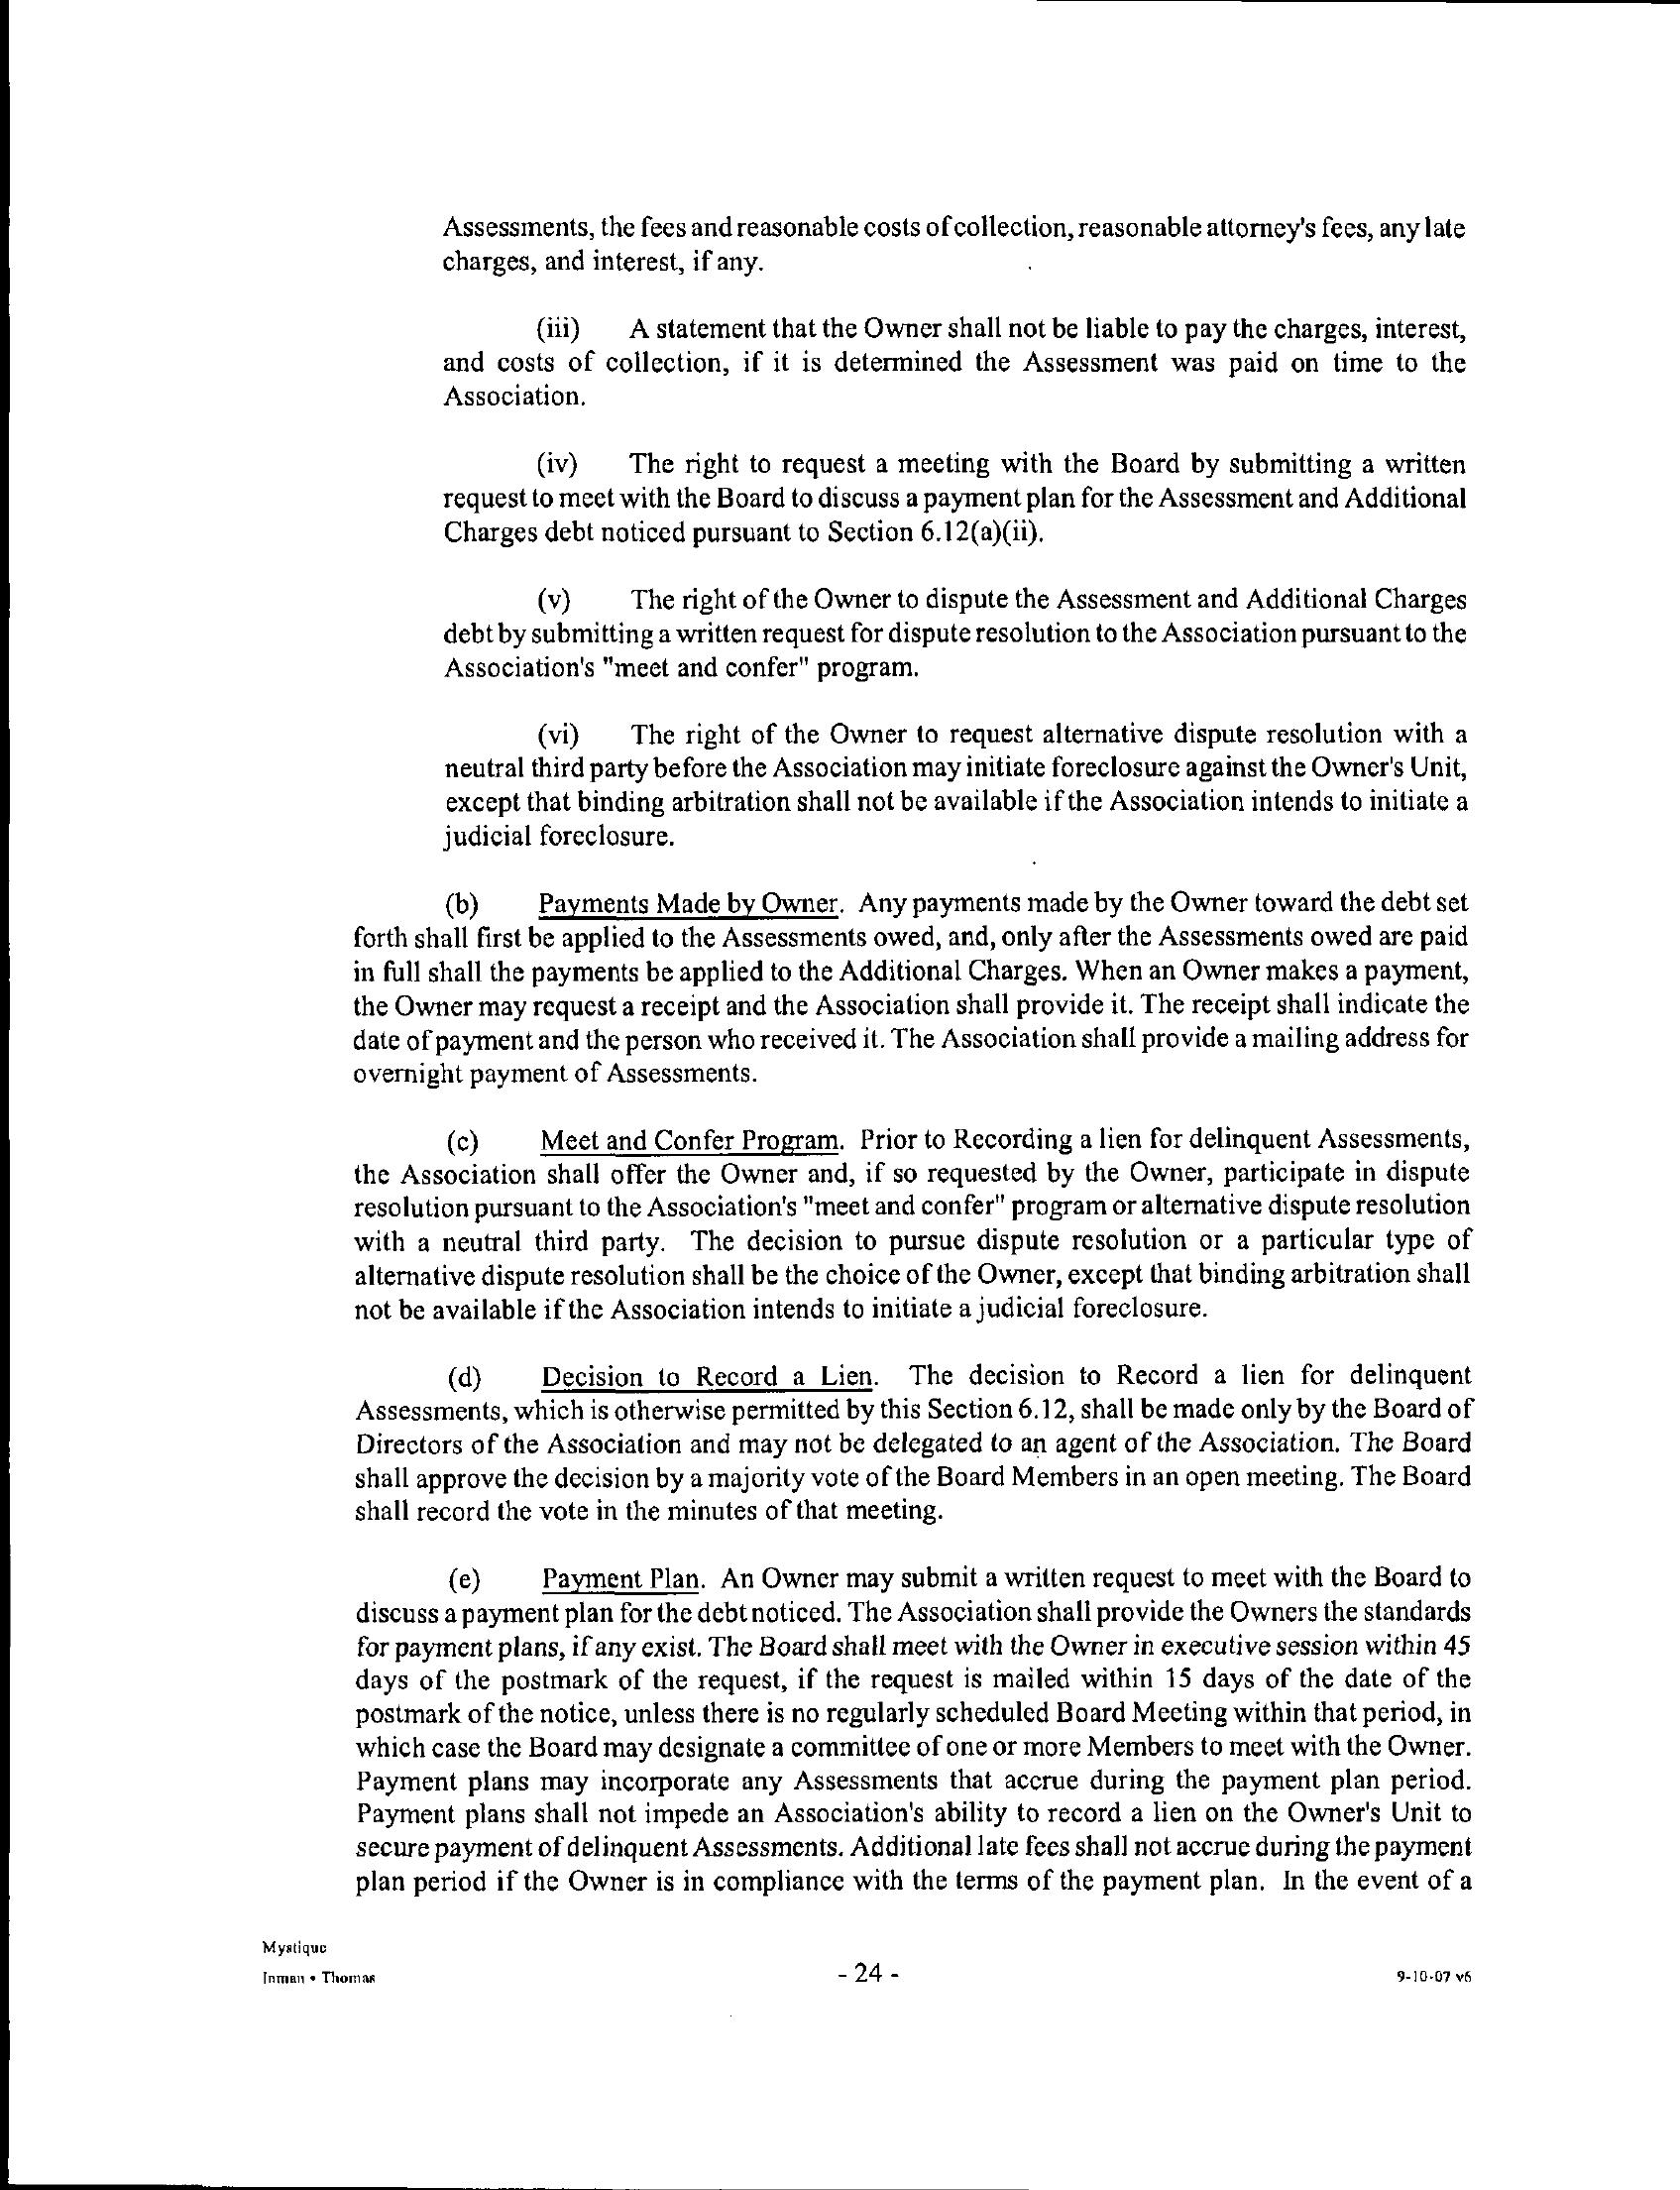 Assessments, the fees and reasonable costs of collection, reasonable attorney's fees, any late
charges, and interest, if any.
(iii) A statement that the Owner shall not be liable to pay the charges, interest,
and costs of collection, if it is determined the Assessment was paid on time to the
Association.
(iv) The right to request a meeting with the Board by submitting a written
request to meet with the Board to discuss a payment plan for the Assessment and Additional
Charges debt noticed pursuant to Section 6.12(a)(ii).
(v) The right of the Owner to dispute the Assessment and Additional Charges
debt by submitting a written request for dispute resolution to the Association pursuant to the
Association's "meet and confer" program.
(vi) The right of the Owner to request alternative dispute resolution with a
neutral third party before the Association may initiate foreclosure against the Owner's Unit,
except that binding arbitration shall not be available if the Association intends to initiate a
judicial foreclosure.
(b) Payments Made by Owner. Any payments made by the Owner toward the debt set
forth shall first be applied to the Assessments owed, and, only after the Assessments owed are paid
in full shall the payments be applied to the Additional Charges. When an Owner makes a payment,
the Owner may request a receipt and the Association shall provide it. The receipt shall indicate the
date of payment and the person who received it. The Association shall provide a mailing address for
overnight payment of Assessments.
(c) Meet and Confer Program. Prior to Recording a lien for delinquent Assessments,
the Association shall offer the Owner and, if so requested by the Owner, participate in dispute
resolution pursuant to the Association's "meet and confer" program or alternative dispute resolution
with a neutral third party. The decision to pursue dispute resolution or a particular type of
alternative dispute resolution shall be the choice of the Owner, except that binding arbitration shall
not be available if the Association intends to initiate a judicial foreclosure.
(d) Decision to Record a Lien. The decision to Record a lien for delinquent
Assessments, which is otherwise permitted by this Section 6.12, shall be made only by the Board of
Directors of the Association and may not be delegated to an agent of the Association. The Board
shall approve the decision by a majority vote of the Board Members in an open meeting. The Board
shall record the vote in the minutes of that meeting.
(e) Payment Plan. An Owner may submit a written request to meet with the Board to
discuss a payment plan for the debt noticed. The Association shall provide the Owners the standards
for payment plans, if any exist. The Board shall meet with the Owner in executive session within 45
days of the postmark of the request, if the request is mailed within 15 days of the date of the
postmark of the notice, unless there is no regularly scheduled Board Meeting within that period, in
which case the Board may designate a committee of one or more Members to meet with the Owner.
Payment plans may incorporate any Assessments that accrue during the payment plan period.
Payment plans shall not impede an Association's ability to record a lien on the Owner's Unit to
secure payment of delinquent Assessments. Additional late fees shall not accrue during the payment
plan period if the Owner is in compliance with the terms of the payment plan. In the event of a
Mystique
Inman • Thomas
- 24 -
9-10-07 v6